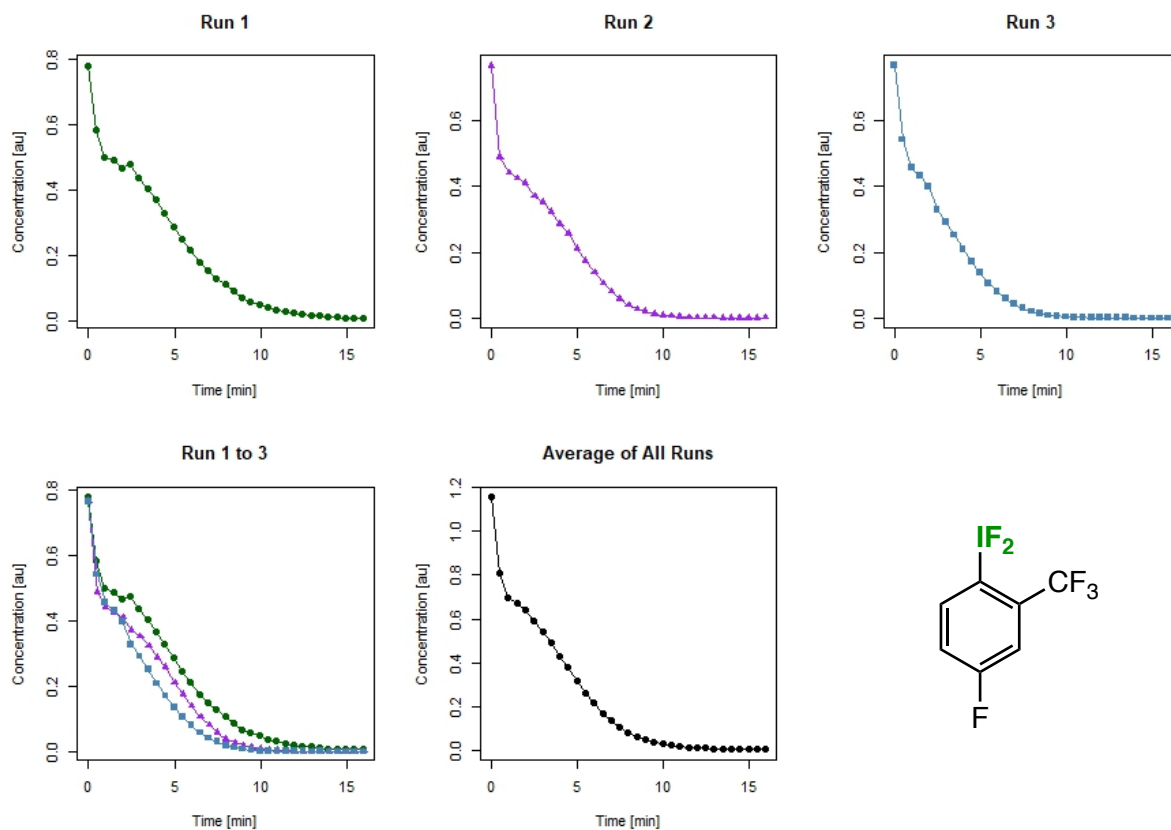 Run 1
Concentration [au]
0.8
0.6
0.4
0.2
0.0
0 5 10 15
Time [min]
Run 2
Concentration [au]
0.6
0.4
0.2
0.0
0 5 10 15
Time [min]
Run 3
Concentration [au]
0.6
0.4
0.2
0.0
0 5 10 15
Time [min]
Run 1 to 3
Concentration [au]
0.8
0.6
0.4
0.2
0.0
0 5 10 15
Time [min]
Average of All Runs
Concentration [au]
1.2
1.0
0.8
0.6
0.4
0.2
0.0
0 5 10 15
Time [min]
IF₂
CF₃
F